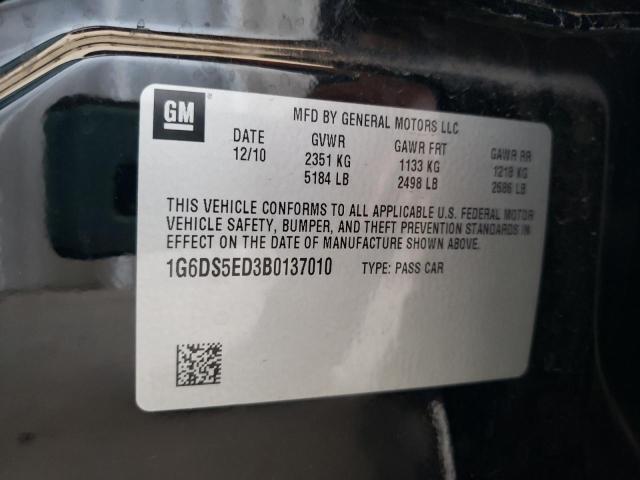 GM
MFD BY GENERAL MOTORS LLC
DATE GVWR GAWR FRT GAWR RR
12/10 2351 KG 1133 KG 1218 KG
5184 LB 2498 LB 2686 LB
THIS VEHICLE CONFORMS TO ALL APPLICABLE U.S. FEDERAL MOTOR
VEHICLE SAFETY, BUMPER, AND THEFT PREVENTION STANDARDS IN
EFFECT ON THE DATE OF MANUFACTURE SHOWN ABOVE.
1G6DS5ED3B0137010 TYPE: PASS CAR